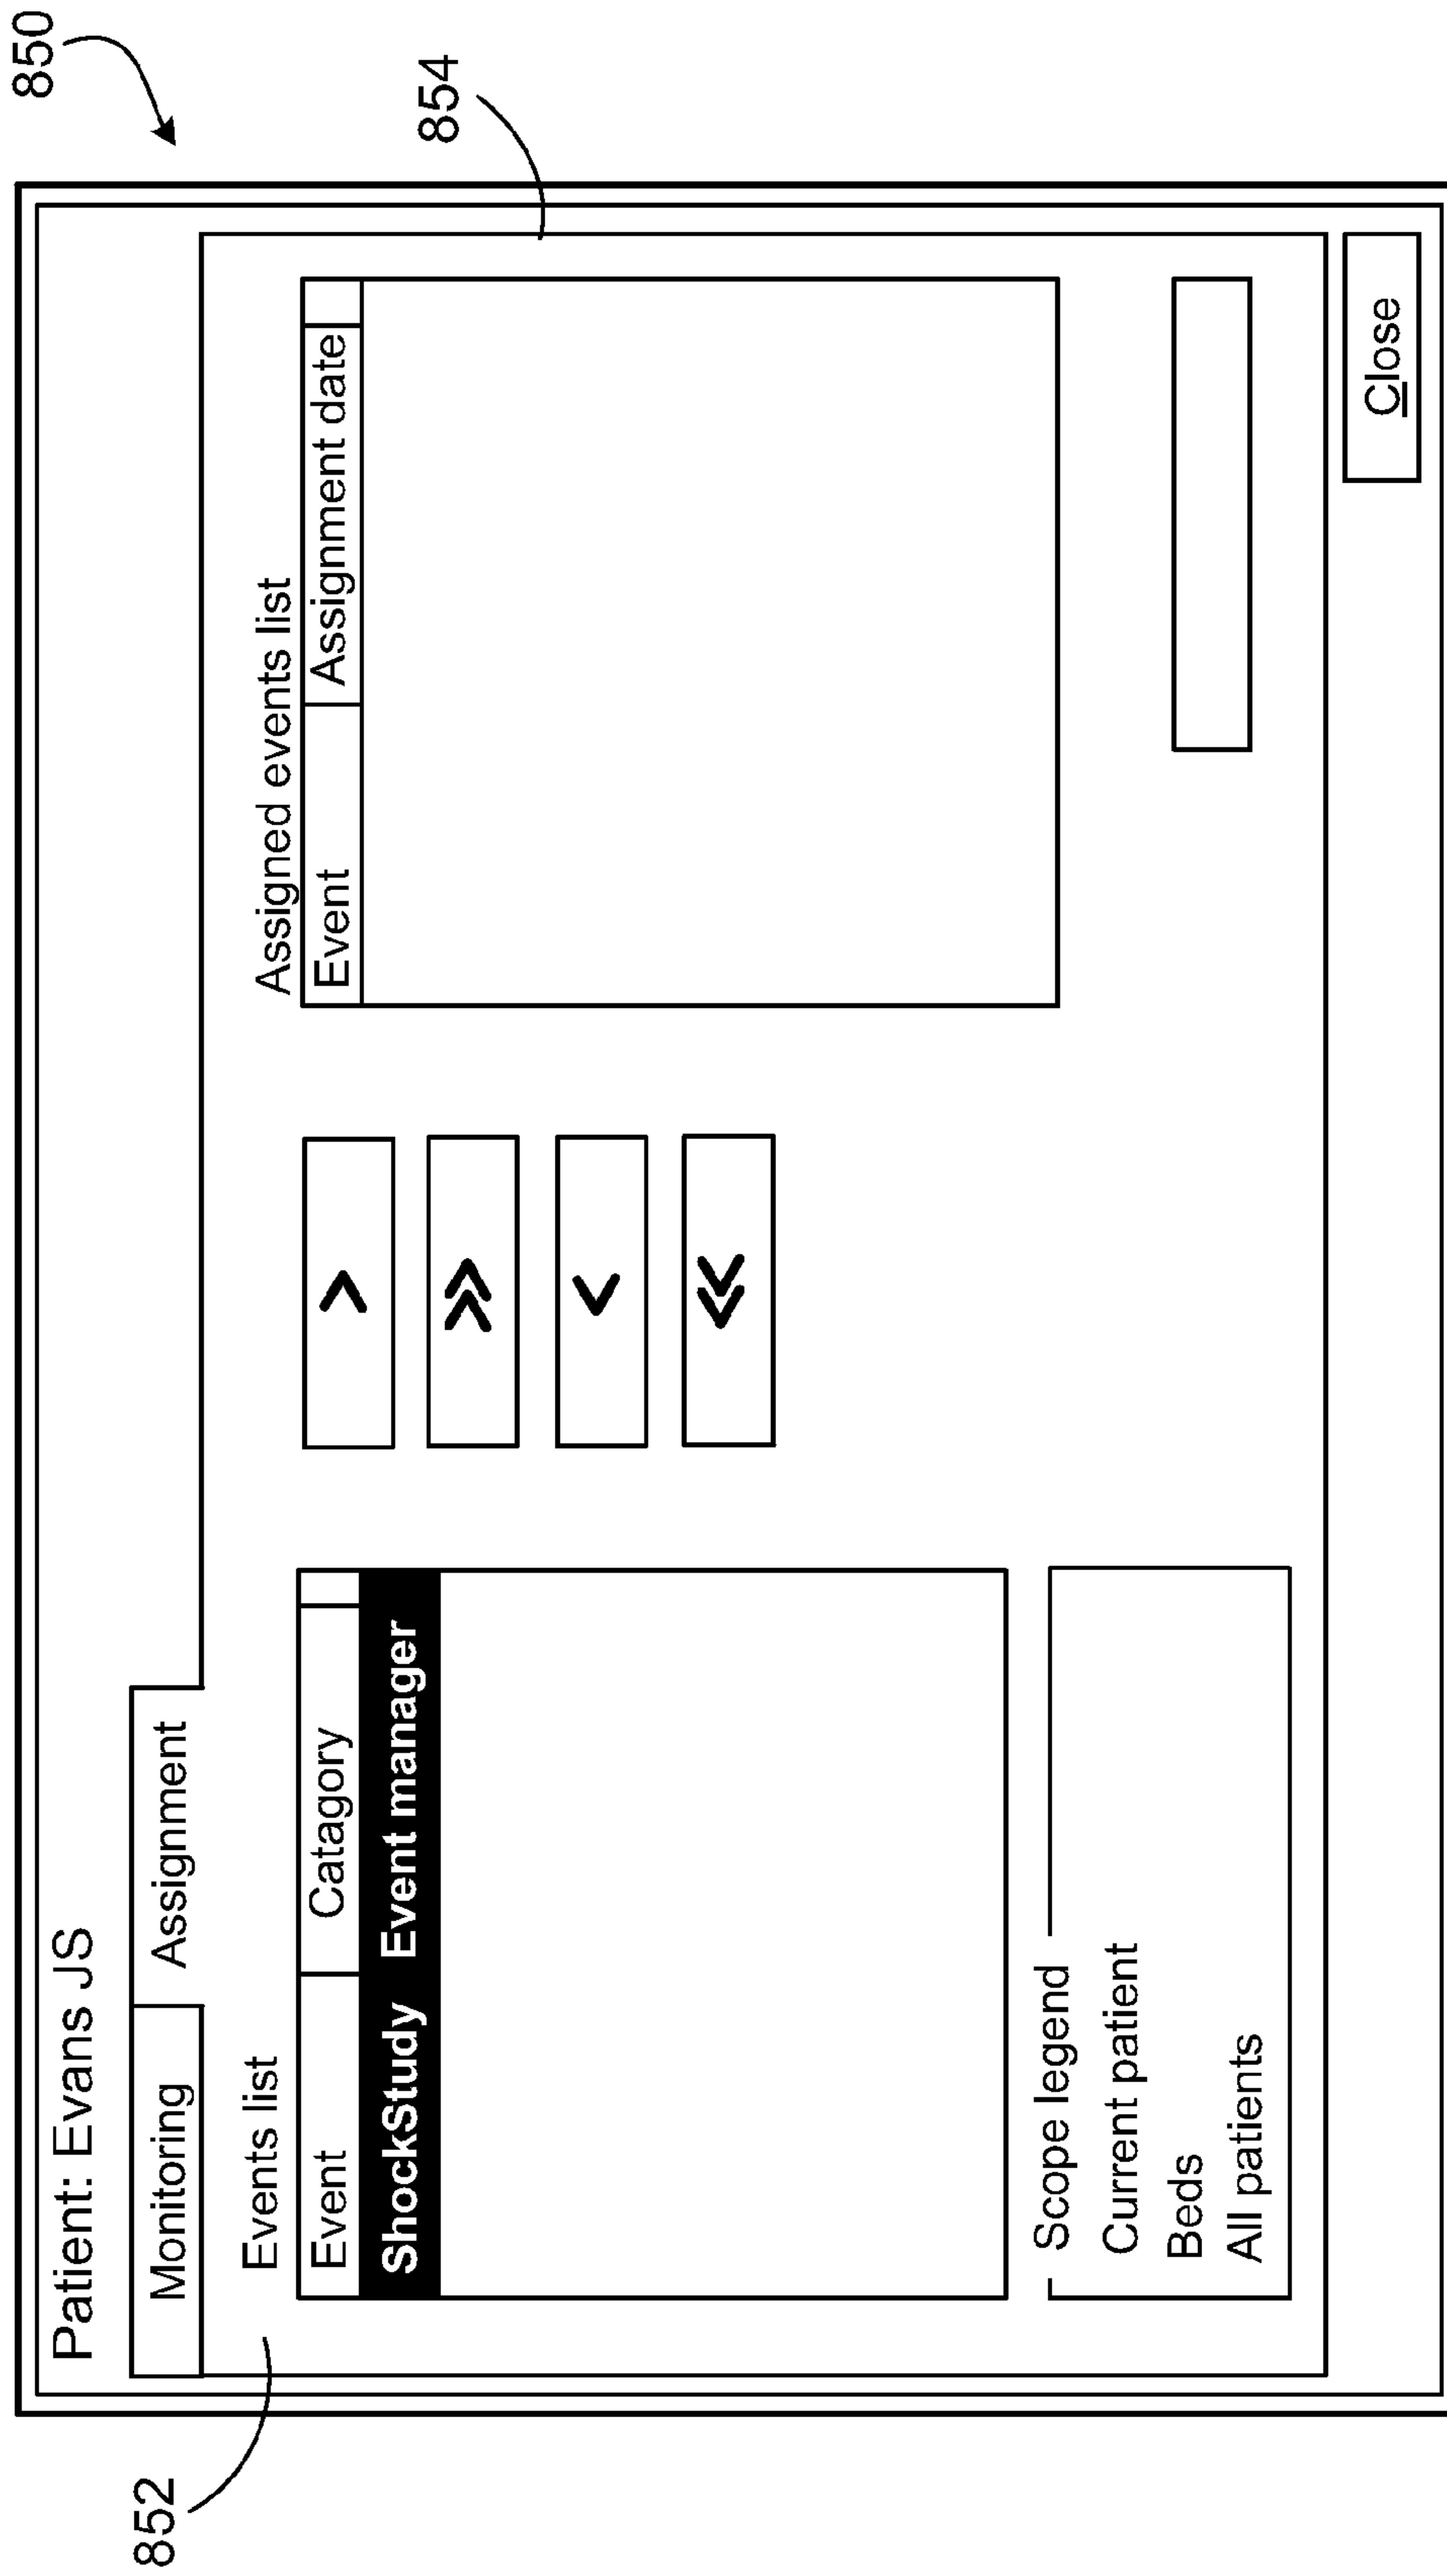 850
Patient: Evans JS
Monitoring Assignment
852
854
Events list
Event Catagory
ShockStudy Event manager
>
>>
<
<<
Assigned events list
Event Assignment date
Scope legend
Current patient
Beds
All patients
Close